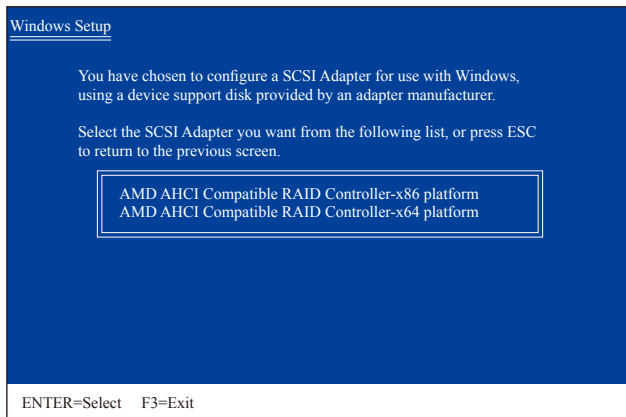 Windows Setup
You have chosen to configure a SCSI Adapter for use with Windows,
using a device support disk provided by an adapter manufacturer.
Select the SCSI Adapter you want from the following list, or press ESC
to return to the previous screen.
AMD AHCI Compatible RAID Controller-x86 platform
AMD AHCI Compatible RAID Controller-x64 platform
ENTER=Select F3=Exit